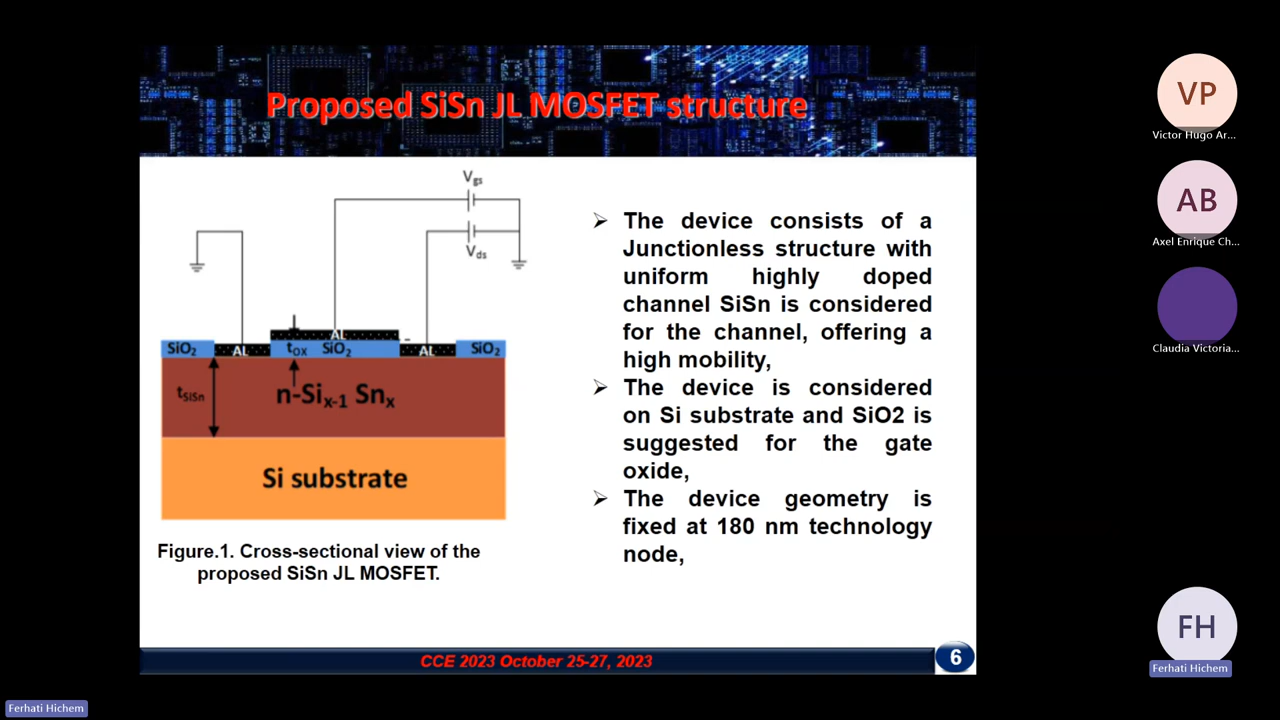 Proposed SiSn JL MOSFET structure
Vgs
Vds
AL
SiO2
AL
tox
SiO2
AL
SiO2
tSiSn
n-Six-1 Snx
Si substrate
Figure.1. Cross-sectional view of the
proposed SiSn JL MOSFET.
➢ The device consists of a
Junctionless structure with
uniform highly doped
channel SiSn is considered
for the channel, offering a
high mobility,
➢ The device is considered
on Si substrate and SiO2 is
suggested for the gate
oxide,
➢ The device geometry is
fixed at 180 nm technology
node,
CCE 2023 October 25-27, 2023
6
VP
Victor Hugo Ar...
AB
Axel Enrique Ch...
Claudia Victoria...
FH
Ferhati Hichem
Ferhati Hichem